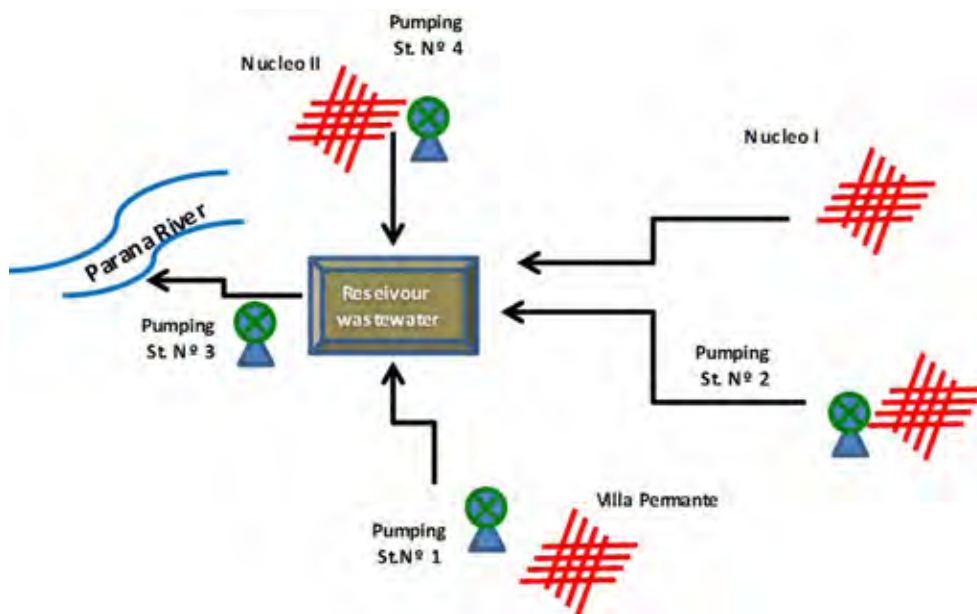 Pumping
St. Nº 4
Nucleo II
Nucleo I
Parana River
Reseivour
wastewater
Pumping
St. Nº 3
Pumping
St. Nº 2
Villa Permante
Pumping
St.Nº 1